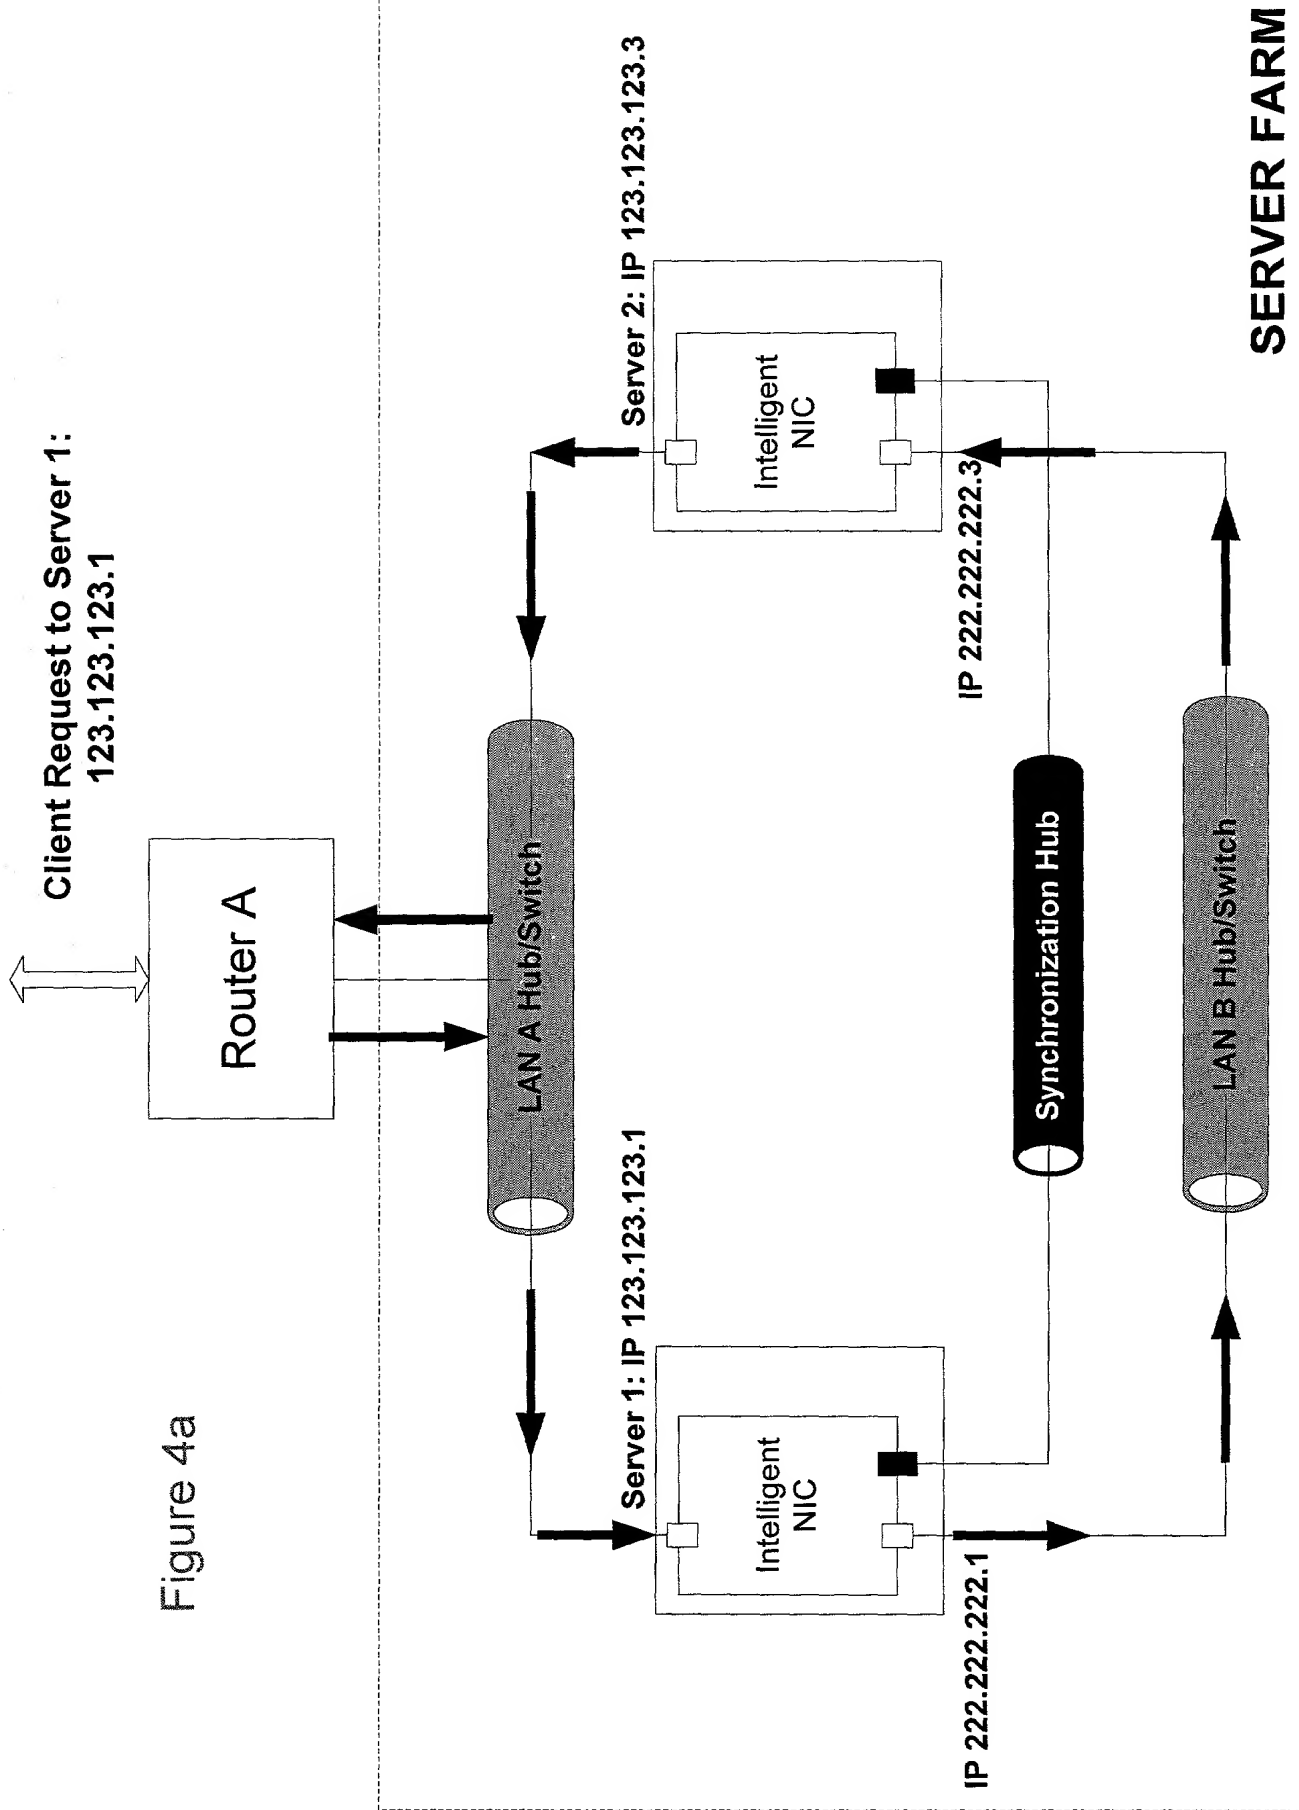 Figure 4a
Client Request to Server 1:
123.123.123.1
Router A
LAN A Hub/Switch
Server 1: IP 123.123.123.1
Server 2: IP 123.123.123.3
Intelligent
NIC
Intelligent
NIC
IP 222.222.222.1
IP 222.222.222.3
Synchronization Hub
LAN B Hub/Switch
SERVER FARM